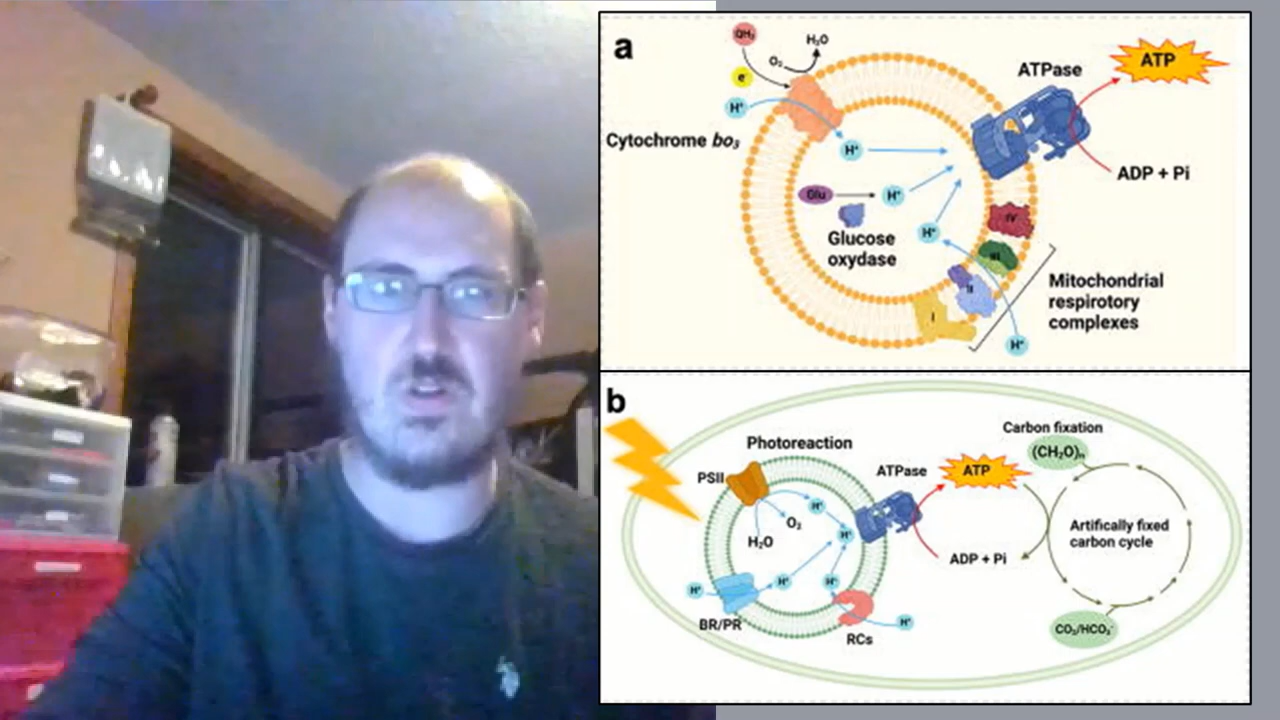 a
QH₂
H₂O
O₂
e⁻
H⁺
Cytochrome bo₃
H⁺
ATPase
ATP
ADP + Pi
Glu
H⁺
Glucose
oxydase
H⁺
IV
III
II
I
H⁺
Mitochondrial
respirotory
complexes
b
Photoreaction
PSII
H⁺
O₂
H₂O
H⁺
H⁺
H⁺
BR/PR
H⁺
RCs
H⁺
ATPase
ATP
ADP + Pi
Carbon fixation
(CH₂O)ₙ
Artifically fixed
carbon cycle
CO₂/HCO₃⁻